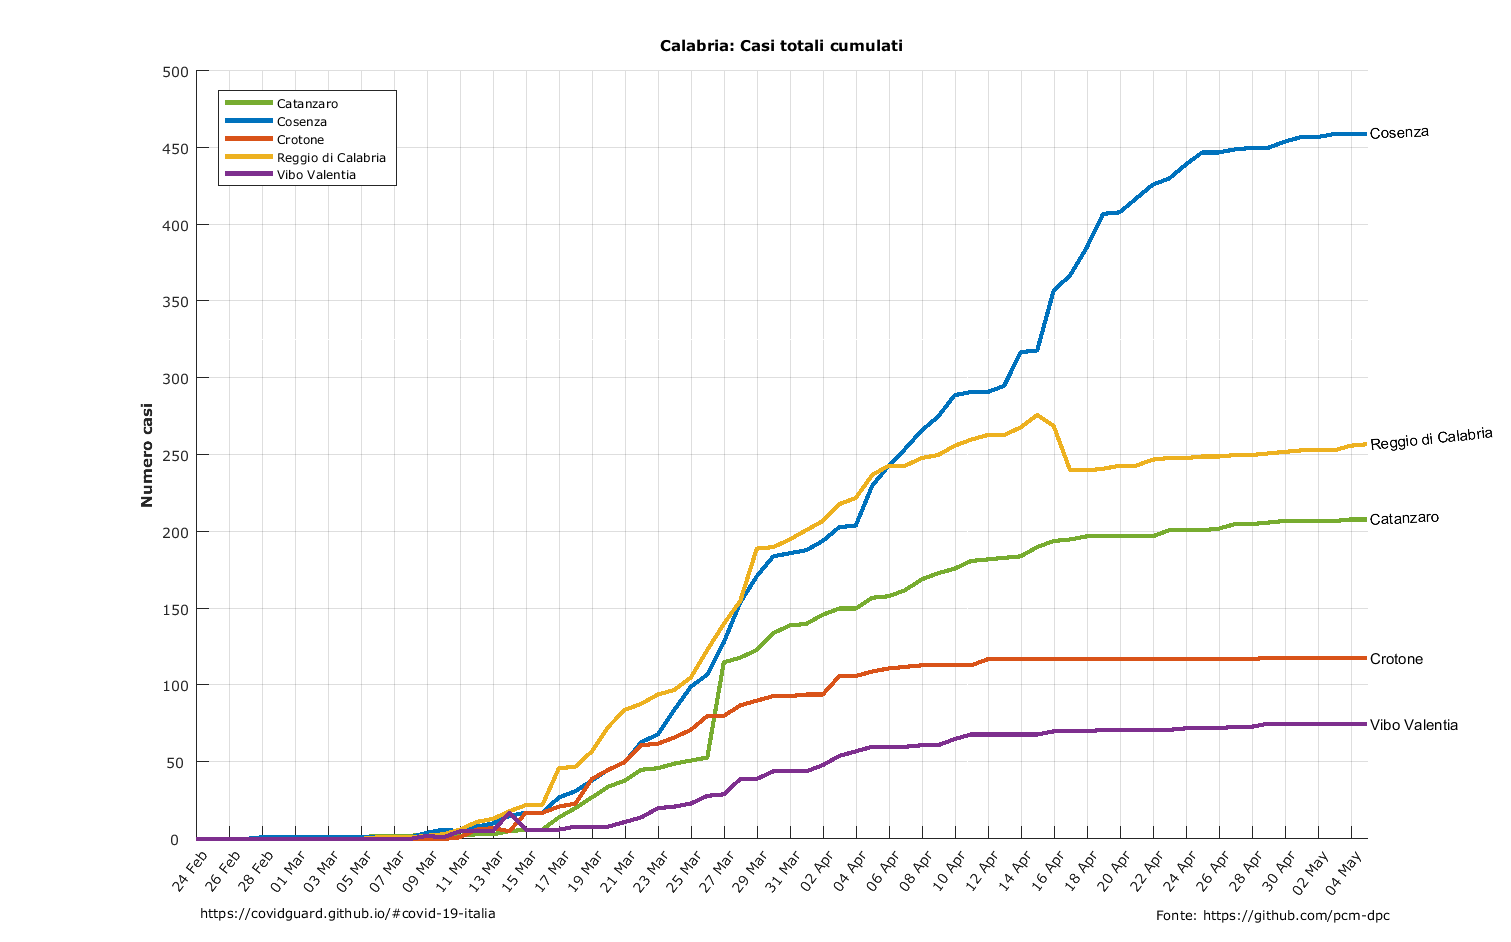 Calabria: Casi totali cumulati
Numero casi
500
450
400
350
300
250
200
150
100
50
0
Catanzaro
Cosenza
Crotone
Reggio di Calabria
Vibo Valentia
Cosenza
Reggio di Calabria
Catanzaro
Crotone
Vibo Valentia
24 Feb
26 Feb
28 Feb
01 Mar
03 Mar
05 Mar
07 Mar
09 Mar
11 Mar
13 Mar
15 Mar
17 Mar
19 Mar
21 Mar
23 Mar
25 Mar
27 Mar
29 Mar
31 Mar
02 Apr
04 Apr
06 Apr
08 Apr
10 Apr
12 Apr
14 Apr
16 Apr
18 Apr
20 Apr
22 Apr
24 Apr
26 Apr
28 Apr
30 Apr
02 May
04 May
https://covidguard.github.io/#covid-19-italia
Fonte: https://github.com/pcm-dpc